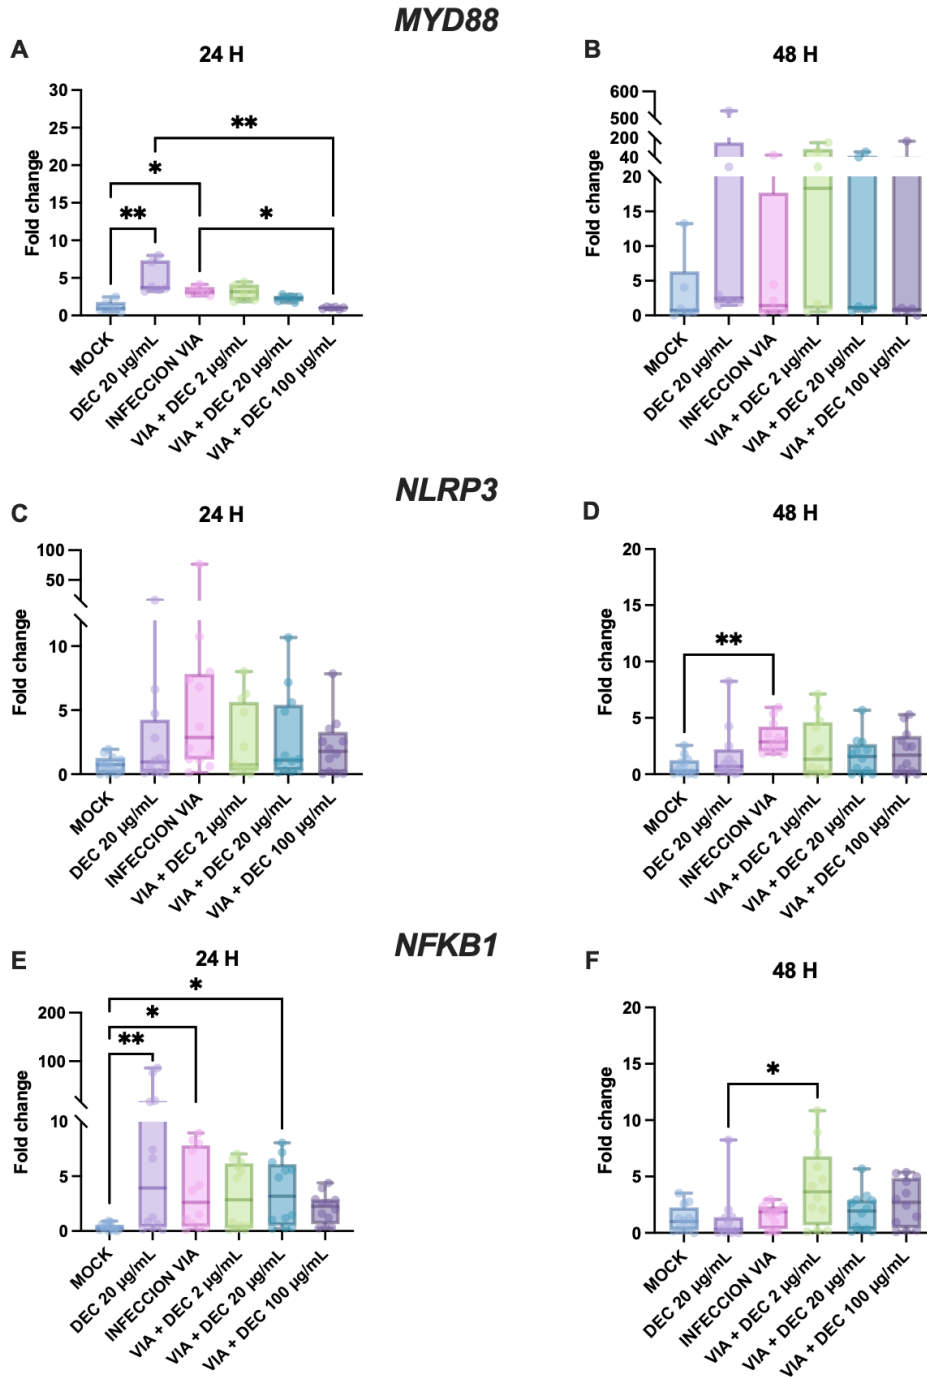 MYD88
A
24 H
B
48 H
Fold change
30
25
20
15
10
5
0
**
*
**
*
MOCK
DEC 20 µg/mL
INFECCION VIA
VIA + DEC 2 µg/mL
VIA + DEC 20 µg/mL
VIA + DEC 100 µg/mL
Fold change
600
500
200
40
20
15
10
5
0
MOCK
DEC 20 µg/mL
INFECCION VIA
VIA + DEC 2 µg/mL
VIA + DEC 20 µg/mL
VIA + DEC 100 µg/mL
NLRP3
C
24 H
D
48 H
Fold change
100
50
10
5
0
MOCK
DEC 20 µg/mL
INFECCION VIA
VIA + DEC 2 µg/mL
VIA + DEC 20 µg/mL
VIA + DEC 100 µg/mL
Fold change
20
15
10
5
0
**
MOCK
DEC 20 µg/mL
INFECCION VIA
VIA + DEC 2 µg/mL
VIA + DEC 20 µg/mL
VIA + DEC 100 µg/mL
NFKB1
E
24 H
F
48 H
Fold change
200
100
10
5
0
*
*
**
MOCK
DEC 20 µg/mL
INFECCION VIA
VIA + DEC 2 µg/mL
VIA + DEC 20 µg/mL
VIA + DEC 100 µg/mL
Fold change
20
15
10
5
0
*
MOCK
DEC 20 µg/mL
INFECCION VIA
VIA + DEC 2 µg/mL
VIA + DEC 20 µg/mL
VIA + DEC 100 µg/mL